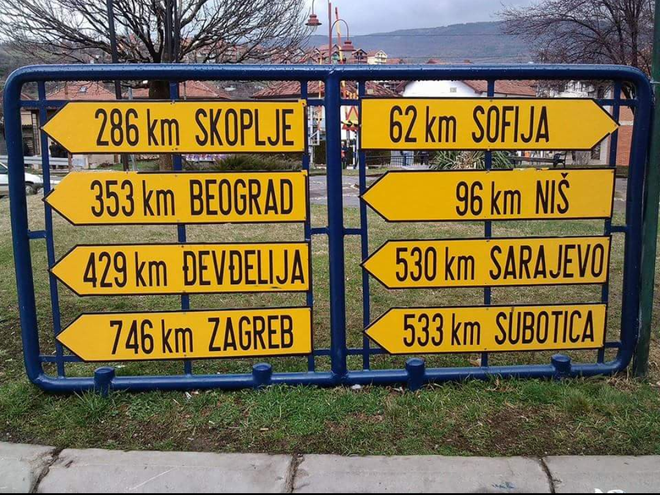 286 km SKOPLJE
353 km BEOGRAD
429 km ĐEVĐELIJA
746 km ZAGREB
62 km SOFIJA
96 km NIŠ
530 km SARAJEVO
533 km SUBOTICA